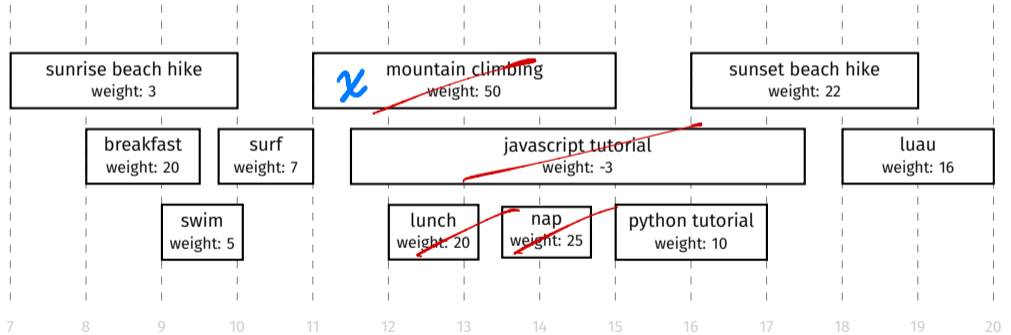 sunrise beach hike
weight: 3
x
mountain climbing
weight: 50
sunset beach hike
weight: 22
breakfast
weight: 20
surf
weight: 7
javascript tutorial
weight: -3
luau
weight: 16
swim
weight: 5
lunch
weight: 20
nap
weight: 25
python tutorial
weight: 10
7 8 9 10 11 12 13 14 15 16 17 18 19 20